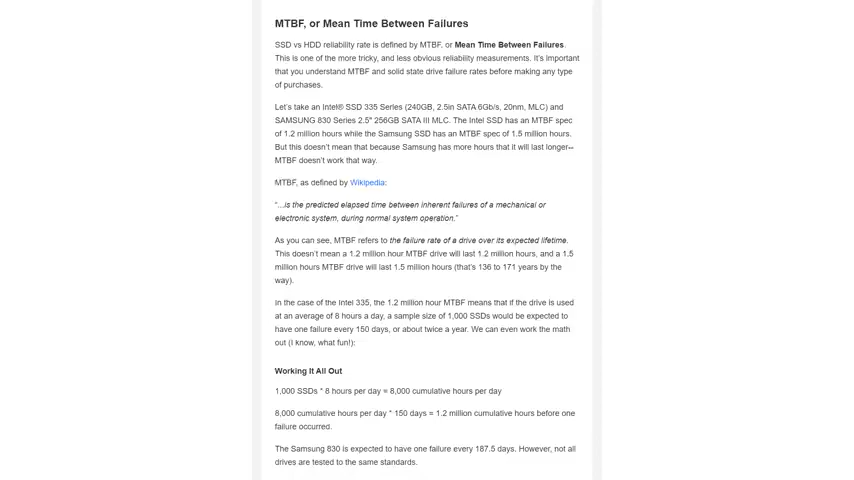 MTBF, or Mean Time Between Failures
SSD vs HDD reliability rate is defined by MTBF, or Mean Time Between Failures.
This is one of the more tricky, and less obvious reliability measurements. It's important
that you understand MTBF and solid state drive failure rates before making any type
of purchases.
Let's take an Intel® SSD 335 Series (240GB, 2.5in SATA 6Gb/s, 20nm, MLC) and
SAMSUNG 830 Series 2.5" 256GB SATA III MLC. The Intel SSD has an MTBF spec
of 1.2 million hours while the Samsung SSD has an MTBF spec of 1.5 million hours.
But this doesn't mean that because Samsung has more hours that it will last longer--
MTBF doesn't work that way.
MTBF, as defined by Wikipedia:
"...is the predicted elapsed time between inherent failures of a mechanical or
electronic system, during normal system operation."
As you can see, MTBF refers to the failure rate of a drive over its expected lifetime.
This doesn't mean a 1.2 million hour MTBF drive will last 1.2 million hours, and a 1.5
million hours MTBF drive will last 1.5 million hours (that's 136 to 171 years by the
way).
In the case of the Intel 335, the 1.2 million hour MTBF means that if the drive is used
at an average of 8 hours a day, a sample size of 1,000 SSDs would be expected to
have one failure every 150 days, or about twice a year. We can even work the math
out (I know, what fun!):
Working It All Out
1,000 SSDs * 8 hours per day = 8,000 cumulative hours per day
8,000 cumulative hours per day * 150 days = 1.2 million cumulative hours before one
failure occurred.
The Samsung 830 is expected to have one failure every 187.5 days. However, not all
drives are tested to the same standards.